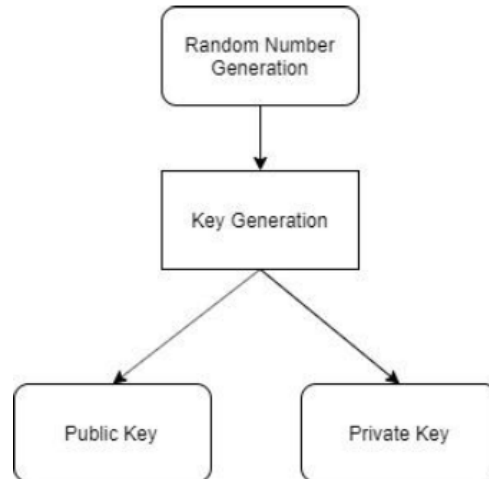 Random Number
Generation
Key Generation
Public Key
Private Key